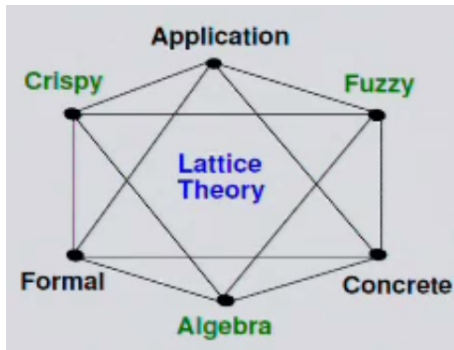 Application
Crispy
Fuzzy
Lattice
Theory
Formal
Concrete
Algebra